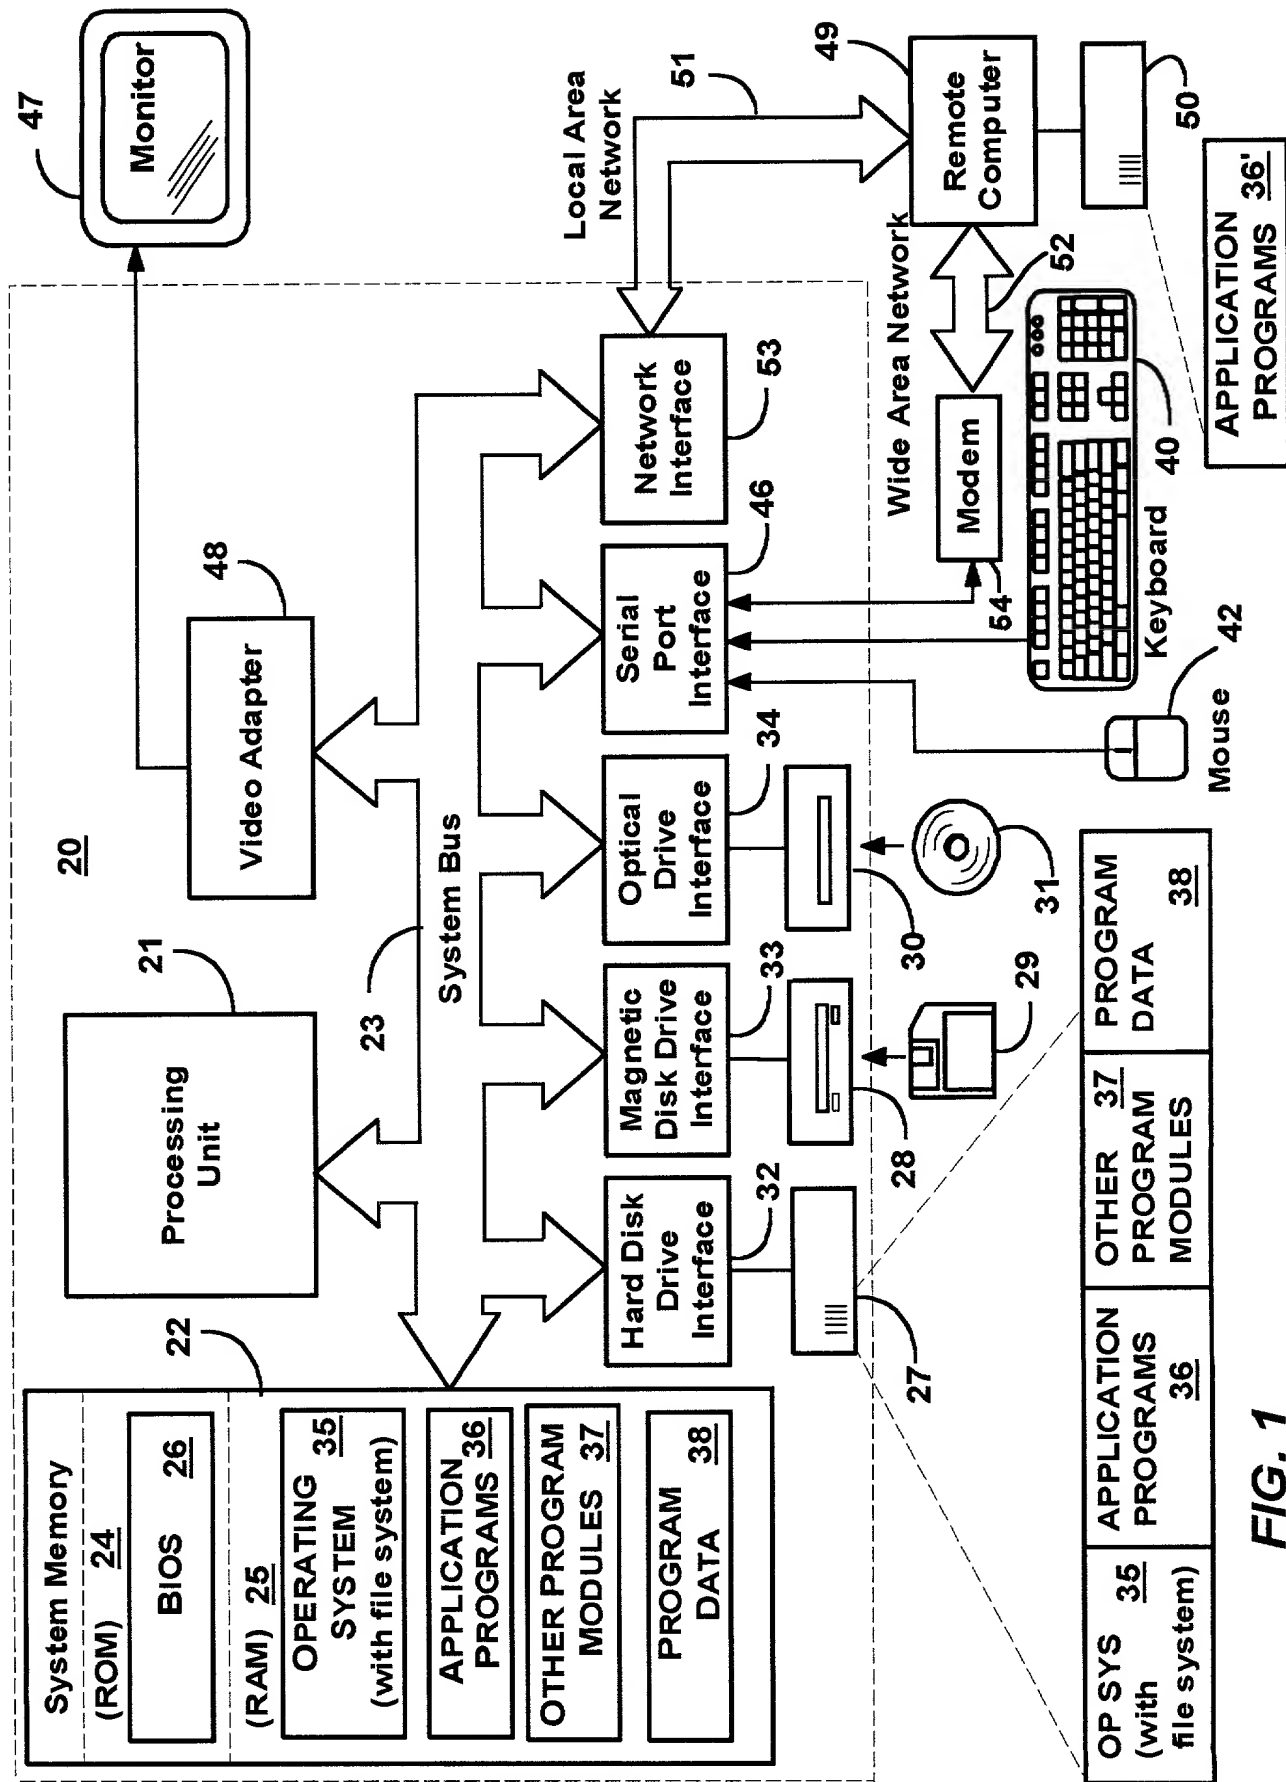 System Memory
(ROM) 24
BIOS 26
(RAM) 25
OPERATING
SYSTEM 35
(with file system)
APPLICATION
PROGRAMS 36
OTHER PROGRAM
MODULES 37
PROGRAM
DATA 38
22
Processing
Unit
21
20
Video Adapter
48
Monitor
47
23
System Bus
Hard Disk
Drive
Interface
32
Magnetic
Disk Drive
Interface
33
Optical
Drive
Interface
34
Serial
Port
Interface
46
Network
Interface
53
Local Area
Network
51
27
28
29
30
31
Mouse
42
Keyboard
40
Modem
54
Wide Area Network
52
Remote
Computer
49
50
APPLICATION
PROGRAMS 36'
OP SYS 35
(with
file system)
APPLICATION
PROGRAMS
36
OTHER 37
PROGRAM
MODULES
PROGRAM
DATA
38
FIG. 1